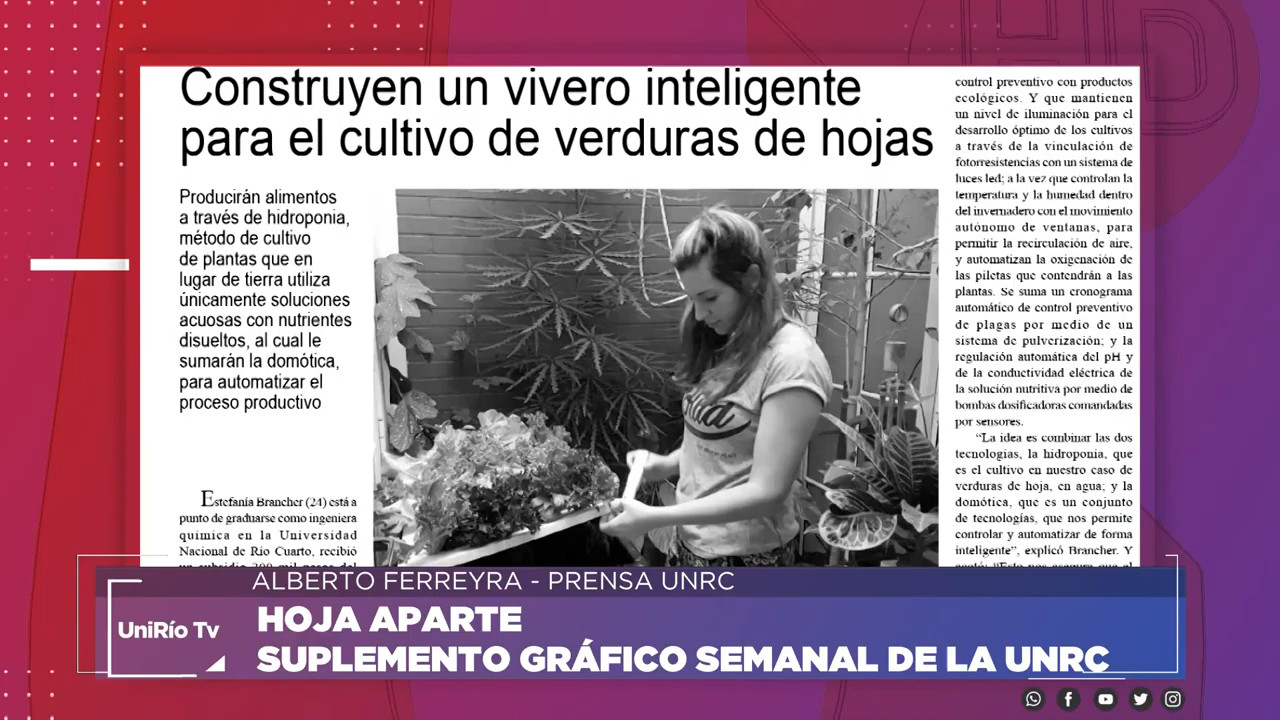 Construyen un vivero inteligente
para el cultivo de verduras de hojas
Producirán alimentos
a través de hidroponia,
método de cultivo
de plantas que en
lugar de tierra utiliza
únicamente soluciones
acuosas con nutrientes
disueltos, al cual le
sumarán la domótica,
para automatizar el
proceso productivo
Estefanía Brancher (24) está a
punto de graduarse como ingeniera
química en la Universidad
Nacional de Río Cuarto, recibió
control preventivo con productos
ecológicos. Y que mantienen
un nivel de iluminación para el
desarrollo óptimo de los cultivos
a través de la vinculación de
fotorresistencias con un sistema de
luces led; a la vez que controlan la
temperatura y la humedad dentro
del invernadero con el movimiento
autónomo de ventanas, para
permitir la recirculación de aire,
y automatizan la oxigenación de
las piletas que contendrán a las
plantas. Se suma un cronograma
automático de control preventivo
de plagas por medio de un
sistema de pulverización; y la
regulación automática del pH y
de la conductividad eléctrica de
la solución nutritiva por medio de
bombas dosificadoras comandadas
por sensores.
“La idea es combinar las dos
tecnologías, la hidroponia, que
es el cultivo en nuestro caso de
verduras de hoja, en agua; y la
domótica, que es un conjunto
de tecnologías, que nos permite
controlar y automatizar de forma
inteligente”, explicó Brancher. Y
ALBERTO FERREYRA - PRENSA UNRC
UniRío Tv
HOJA APARTE
SUPLEMENTO GRÁFICO SEMANAL DE LA UNRC